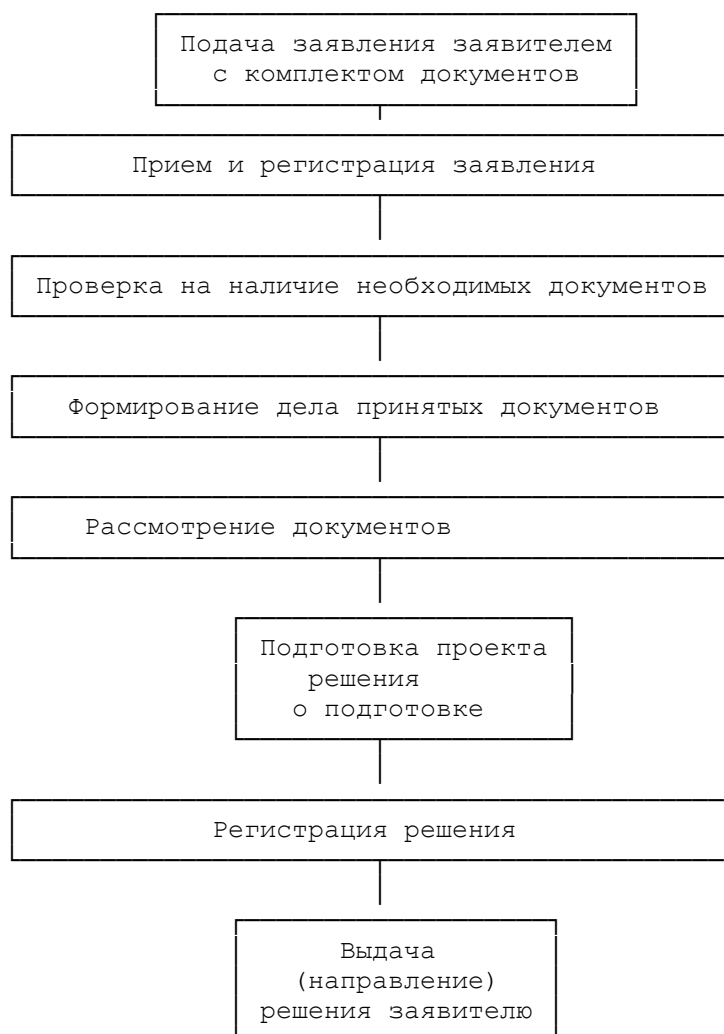 Подача заявления заявителем
с комплектом документов
Прием и регистрация заявления
Проверка на наличие необходимых документов
Формирование дела принятых документов
Рассмотрение документов
Подготовка проекта
решения
о подготовке
Регистрация решения
Выдача
(направление)
решения заявителю